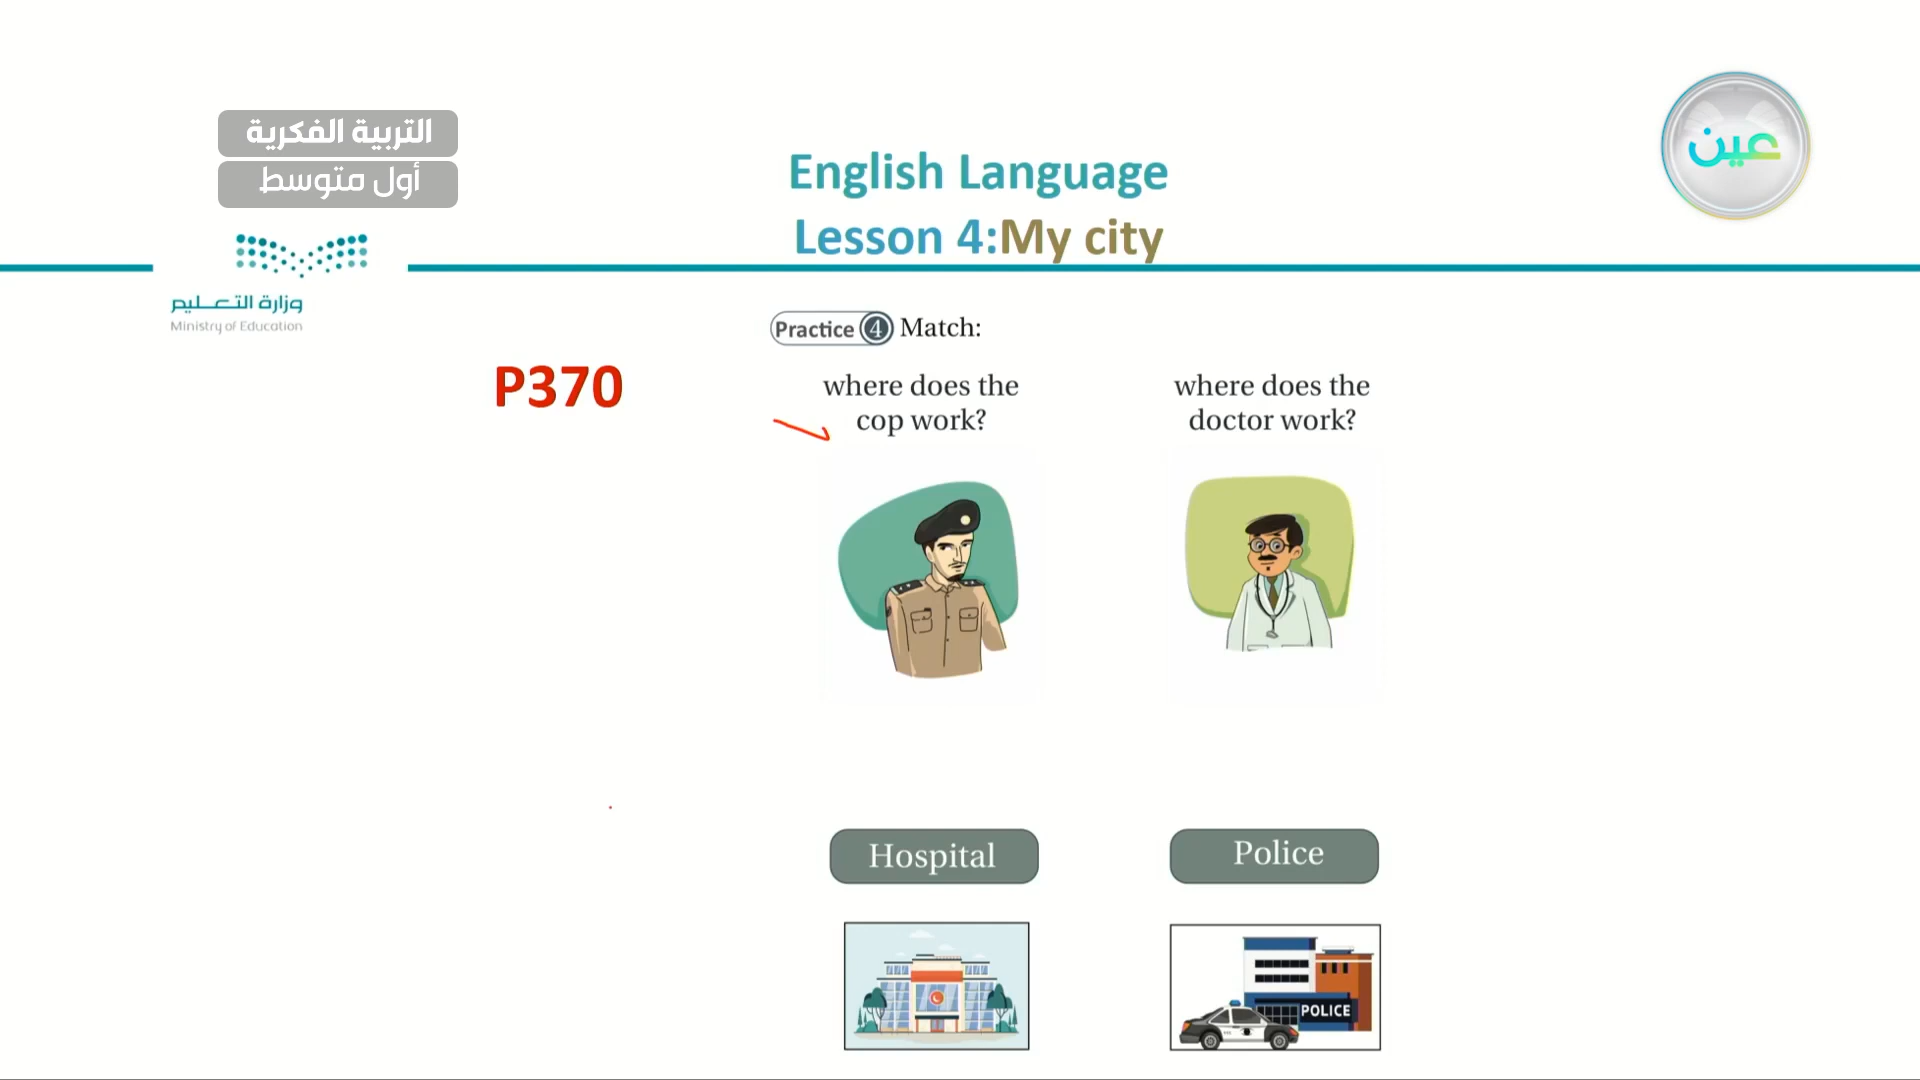 التربية الفكرية
أول متوسط
عين
English Language
Lesson 4:My city
وزارة التعليم
Ministry of Education
Practice 4 Match:
P370
where does the
cop work?
where does the
doctor work?
Hospital
Police
POLICE